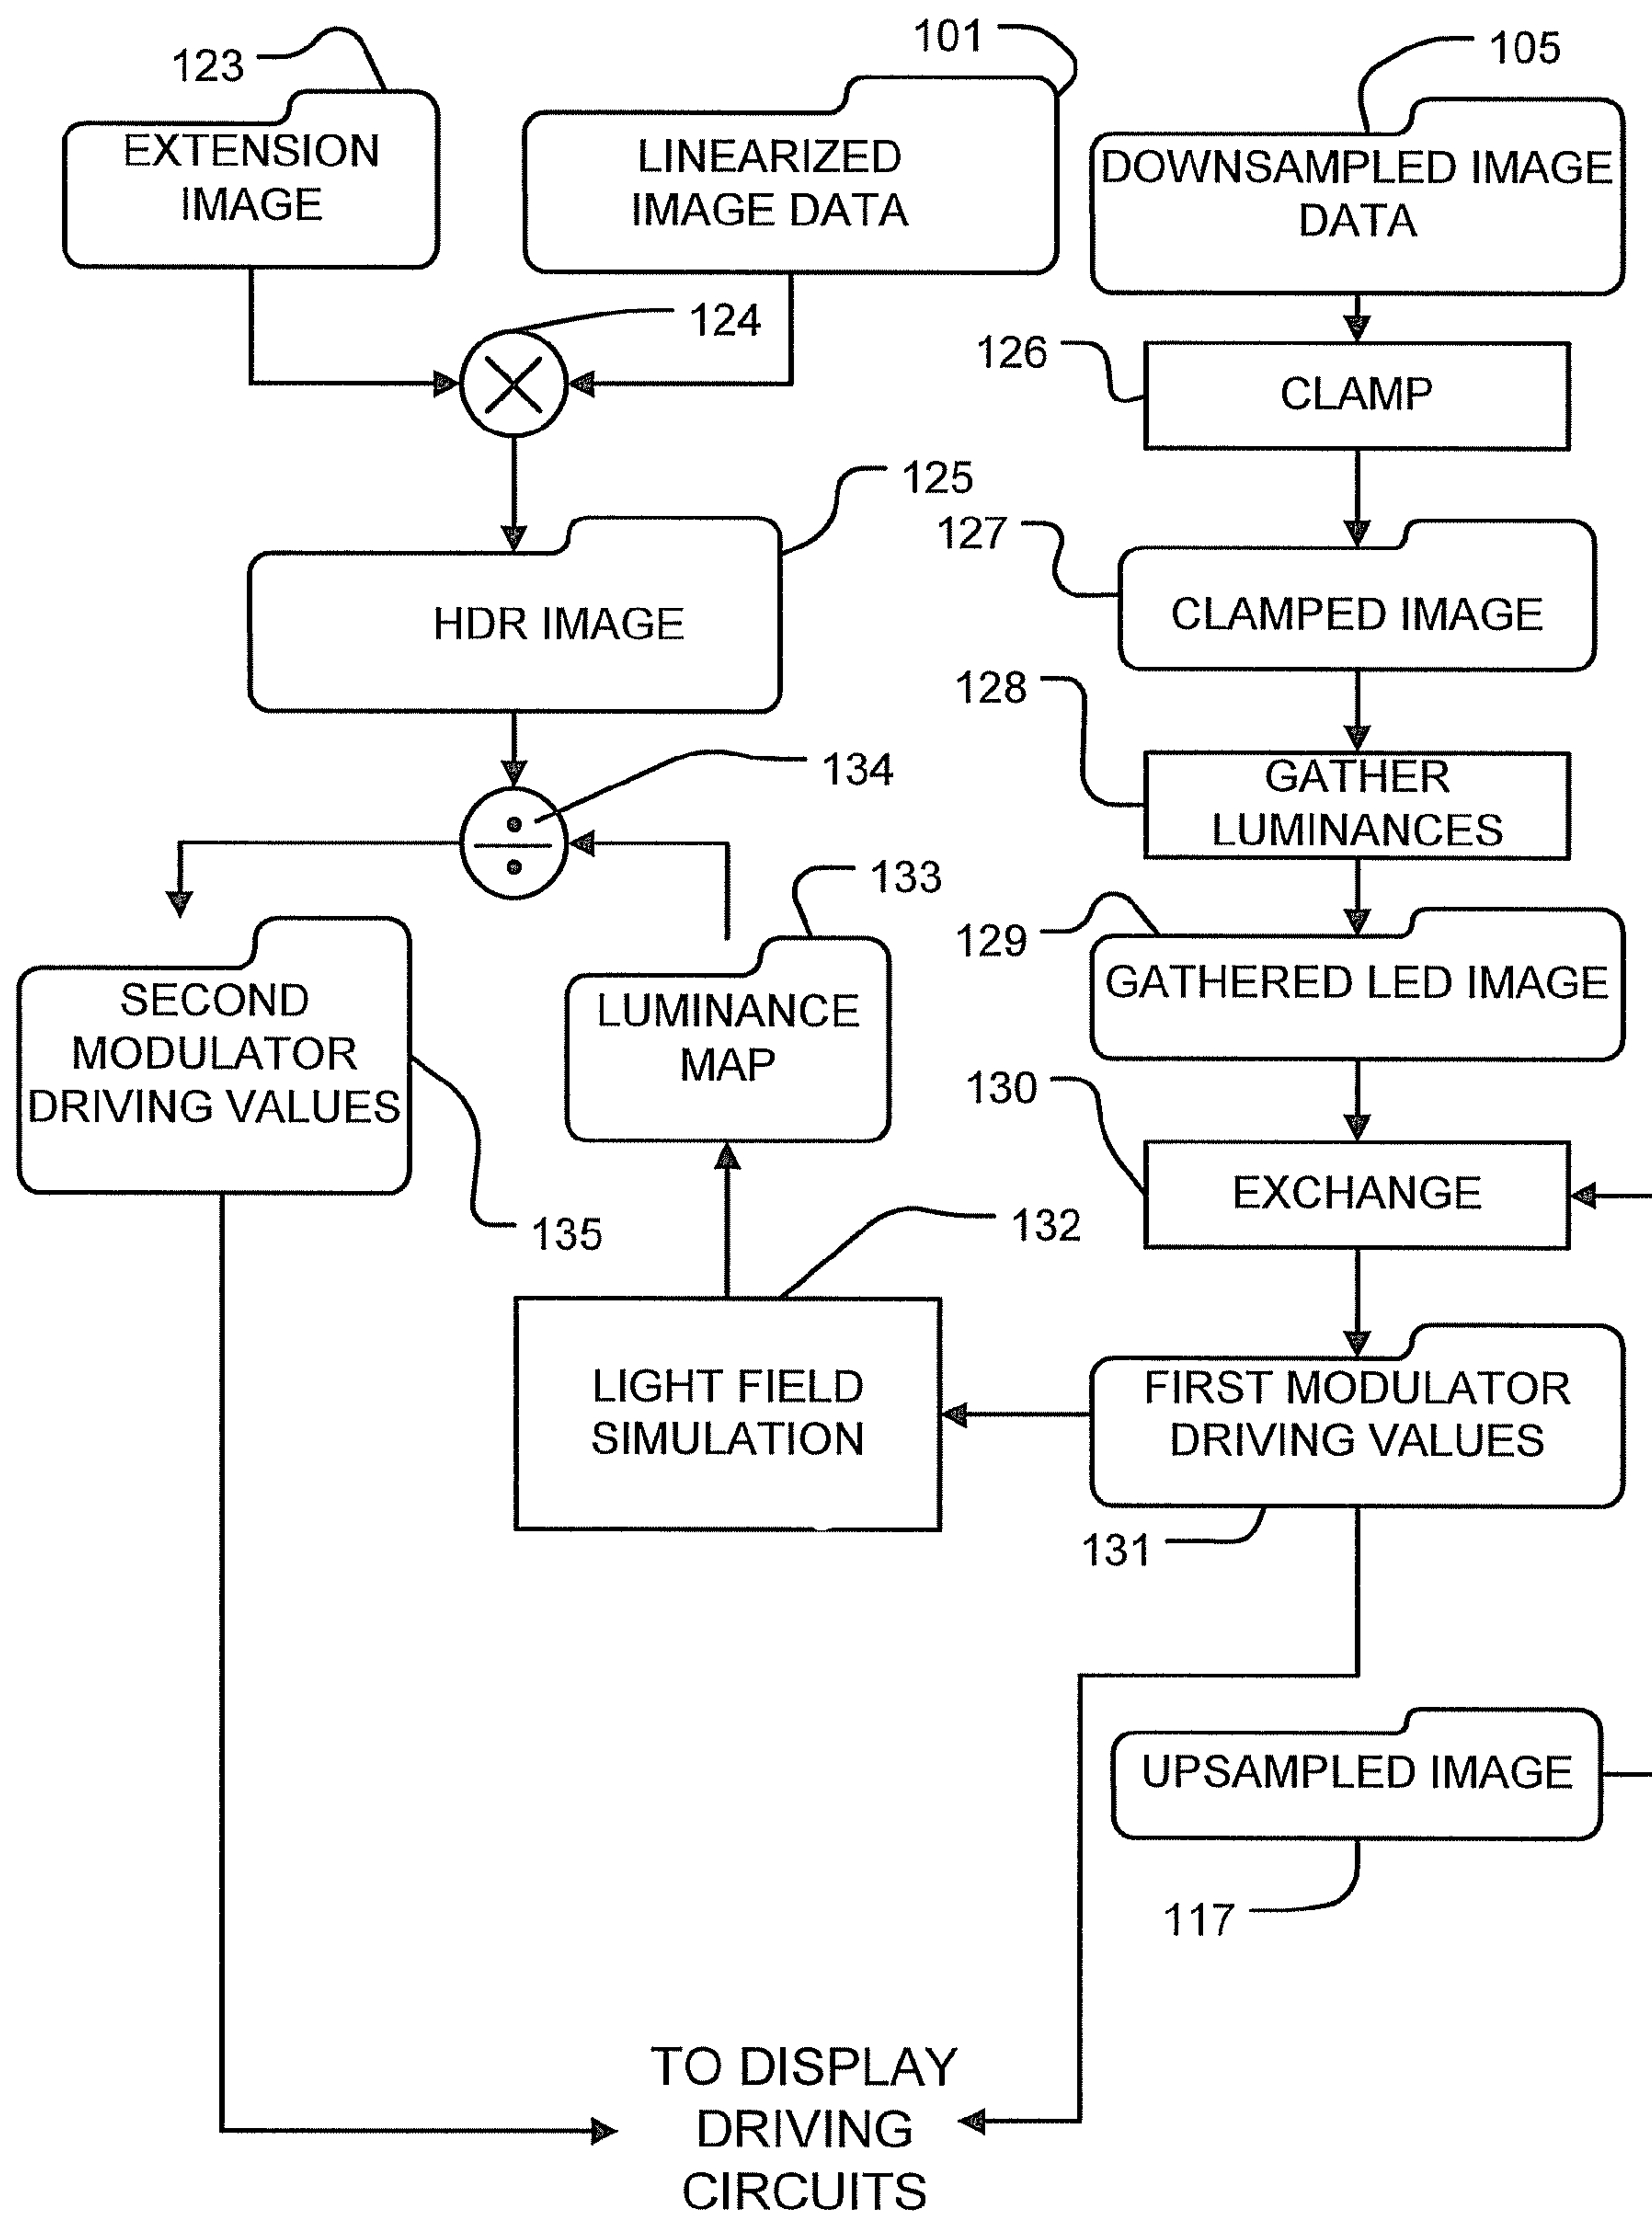 123
EXTENSION
IMAGE
101
LINEARIZED
IMAGE DATA
105
DOWNSAMPLED IMAGE
DATA
124
126
CLAMP
125
HDR IMAGE
127
CLAMPED IMAGE
128
GATHER
LUMINANCES
134
133
129
GATHERED LED IMAGE
SECOND
MODULATOR
DRIVING VALUES
LUMINANCE
MAP
130
EXCHANGE
135
132
LIGHT FIELD
SIMULATION
FIRST MODULATOR
DRIVING VALUES
131
UPSAMPLED IMAGE
117
TO DISPLAY
DRIVING
CIRCUITS